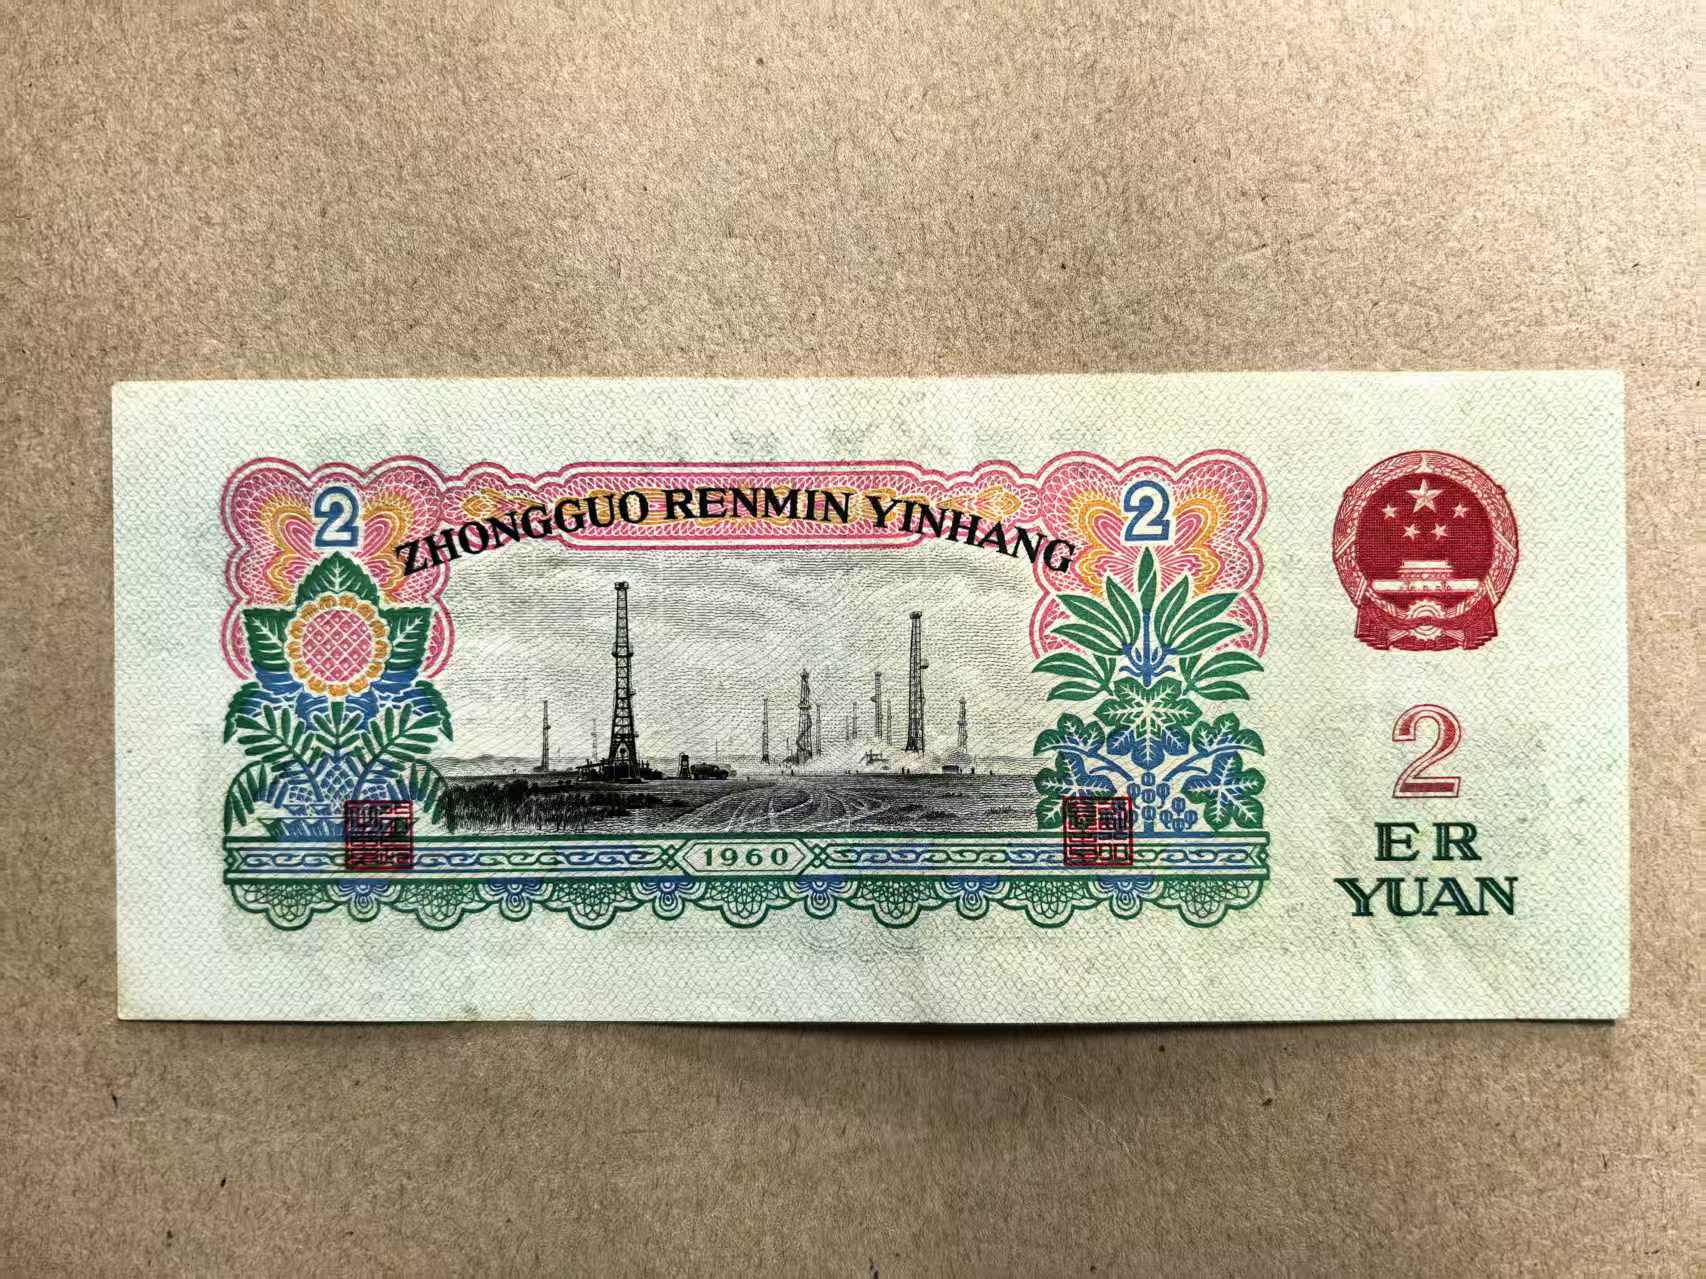 2
2
ZHONGGUO RENMIN YINHANG
1960
2
ER
YUAN